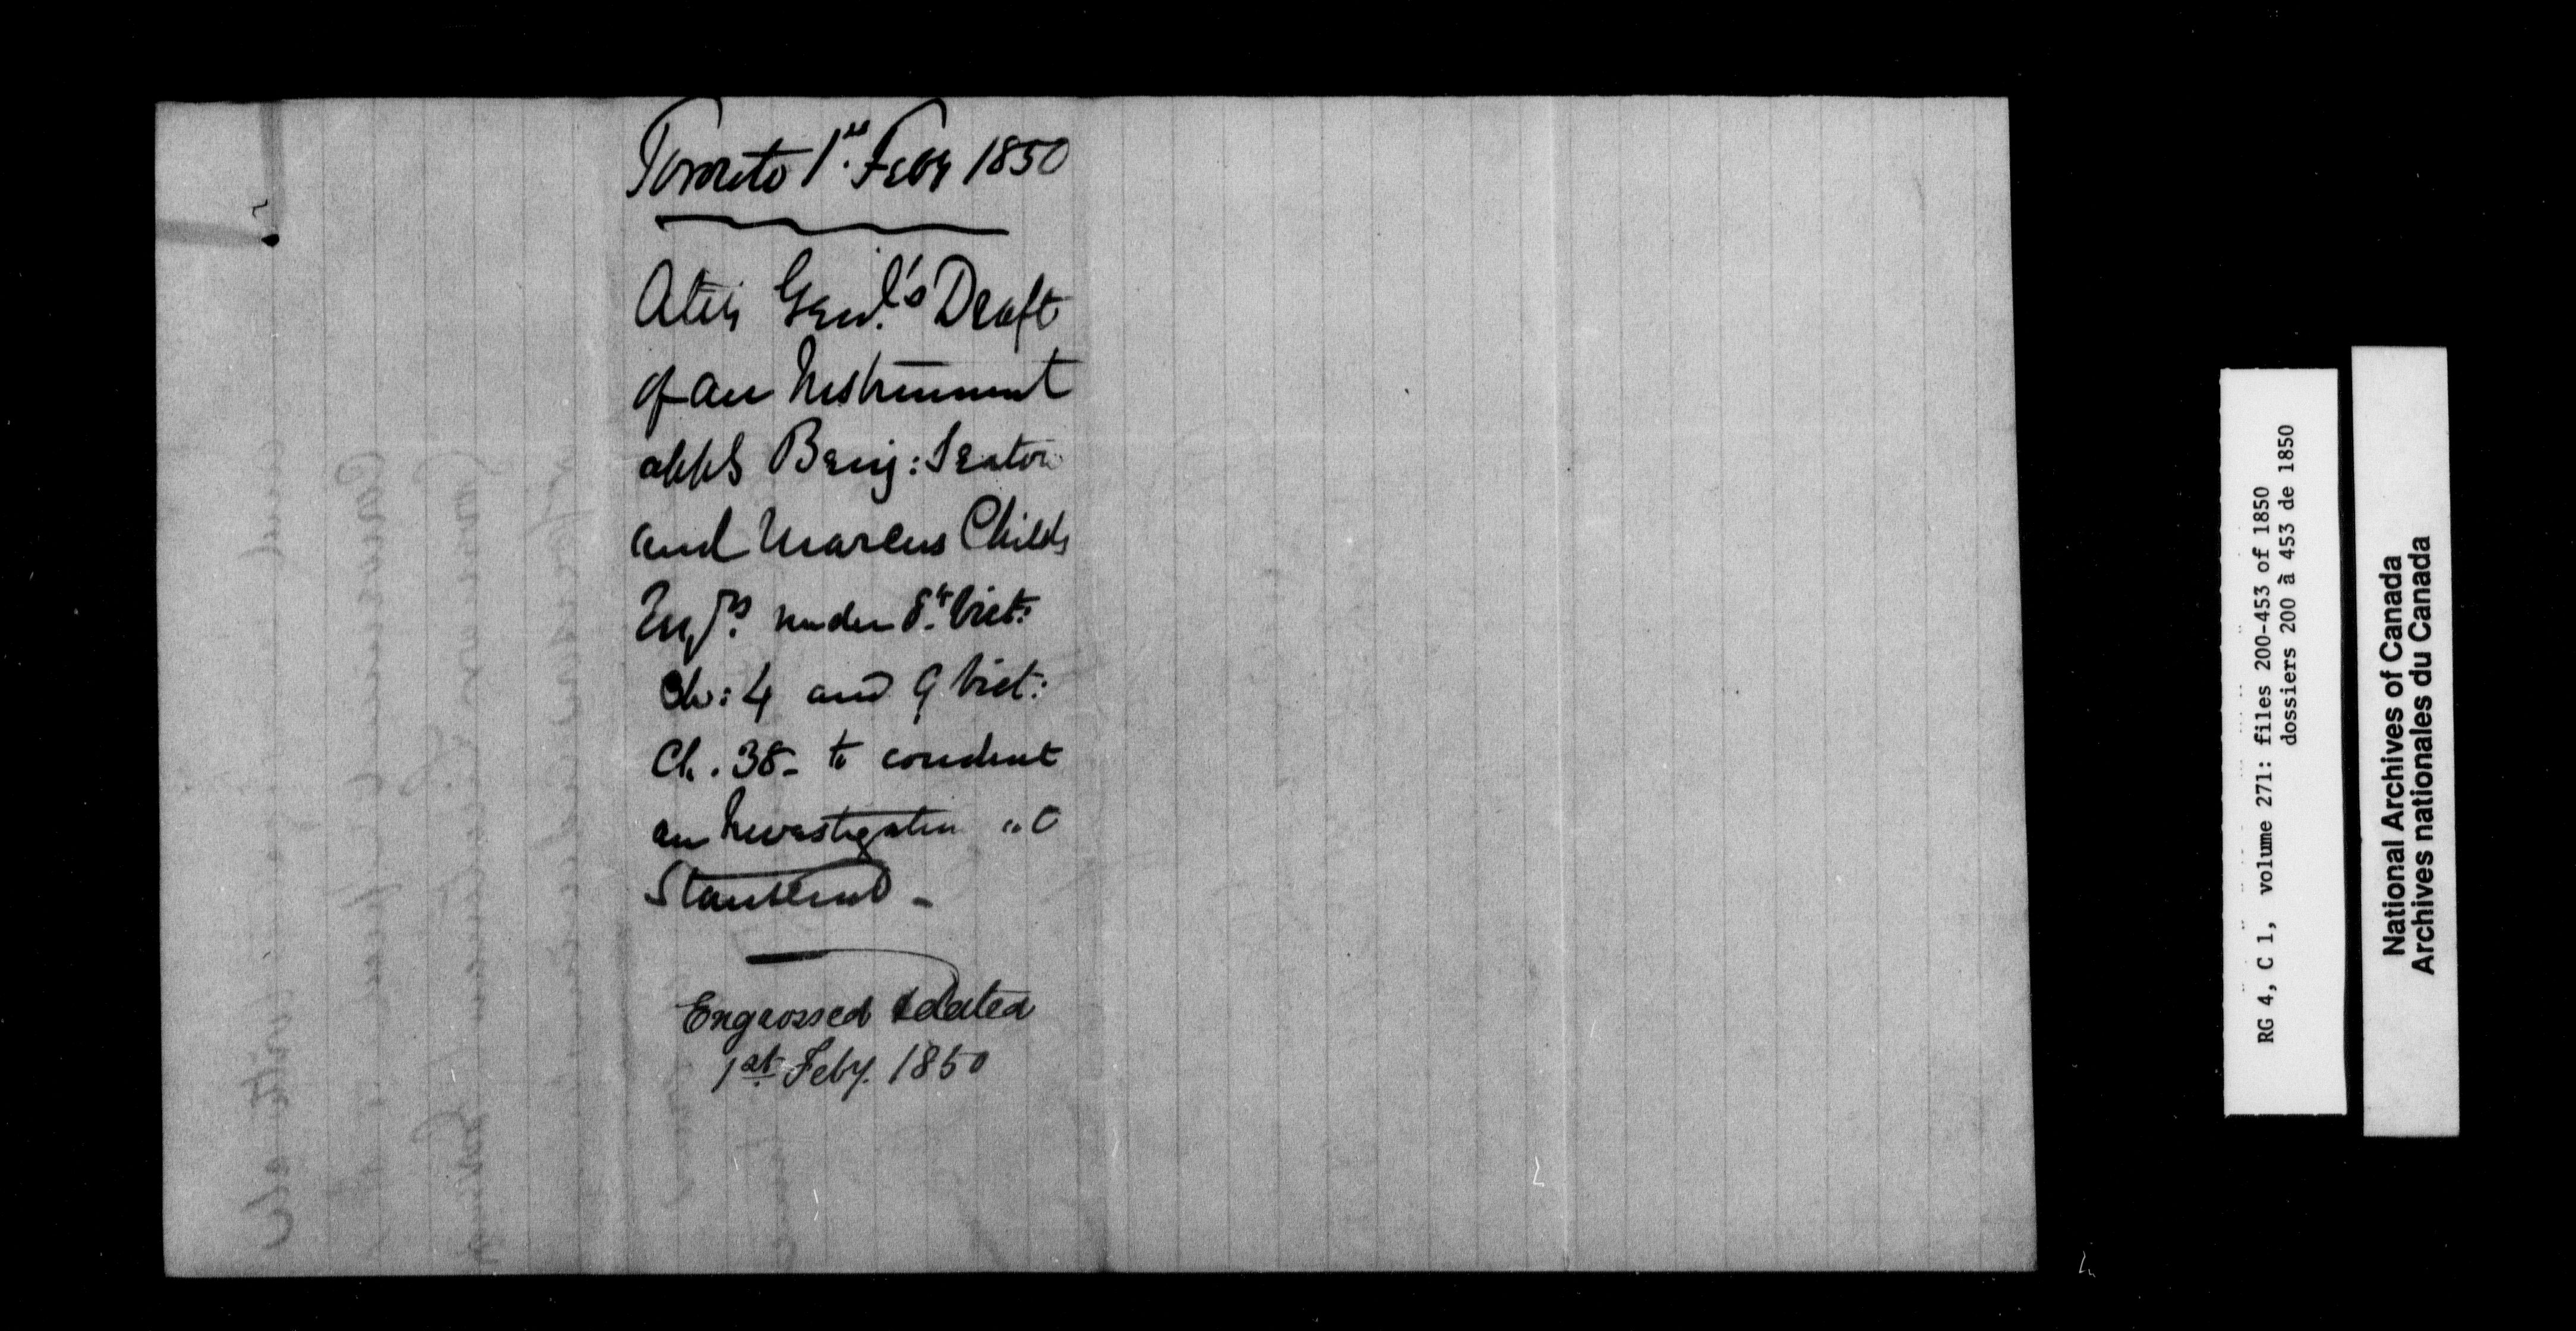 Toronto 1st Feby 1850
Atty Genl.'s Draft
of an Instrument
appg Benj: Seaton
and Marcus Childs
Esqrs. under 8th Vict:
Ch: 4 and 9 Vict:
Ch. 38 - to conduct
an Investigation at
Stanstead -
Engrossed & dated
1st Feby. 1850
RG 4, C 1, volume 271: files 200-453 of 1850
dossiers 200 à 453 de 1850
National Archives of Canada
Archives nationales du Canada